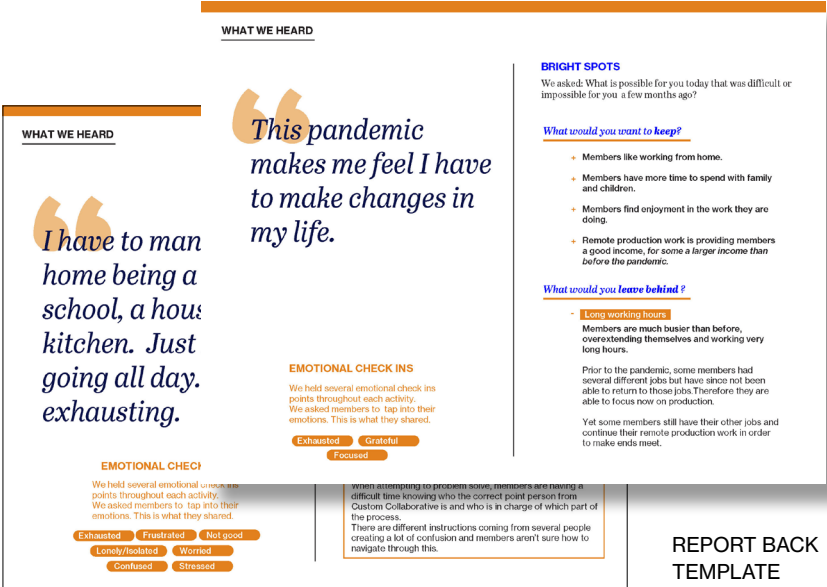 WHAT WE HEARD
This pandemic
makes me feel I have
to make changes in
my life.
EMOTIONAL CHECK INS
We held several emotional check ins
points throughout each activity.
We asked members to  tap into their
emotions. This is what they shared.
Exhausted
Grateful
Focused
BRIGHT SPOTS
We asked: What is possible for you today that was difficult or
impossible for you  a few months ago?
What would you want to keep?
+ Members like working from home.
+ Members have more time to spend with family
and children.
+ Members find enjoyment in the work they are
doing.
+ Remote production work is providing members
a good income, for some a larger income than
before the pandemic.
What would you leave behind ?
- Long working hours
Members are much busier than before,
overextending themselves and working very
long hours.
Prior to the pandemic, some members had
several different jobs but have since not been
able to return to those jobs.Therefore they are
able to focus now on production.
Yet some members still have their other jobs and
continue their remote production work in order
to make ends meet.
WHAT WE HEARD
I have to man
home being a
school, a hous
kitchen.  Just
going all day.
exhausting.
EMOTIONAL CHECK
We held several emotional check ins
points throughout each activity.
We asked members to  tap into their
emotions. This is what they shared.
Exhausted
Frustrated
Not good
Lonely/Isolated
Worried
Confused
Stressed
When attempting to problem solve, members are having a
difficult time knowing who the correct point person from
Custom Collaborative is and who is in charge of which part of
the process.
There are different instructions coming from several people
creating a lot of confusion and members aren't sure how to
navigate through this.
REPORT BACK
TEMPLATE